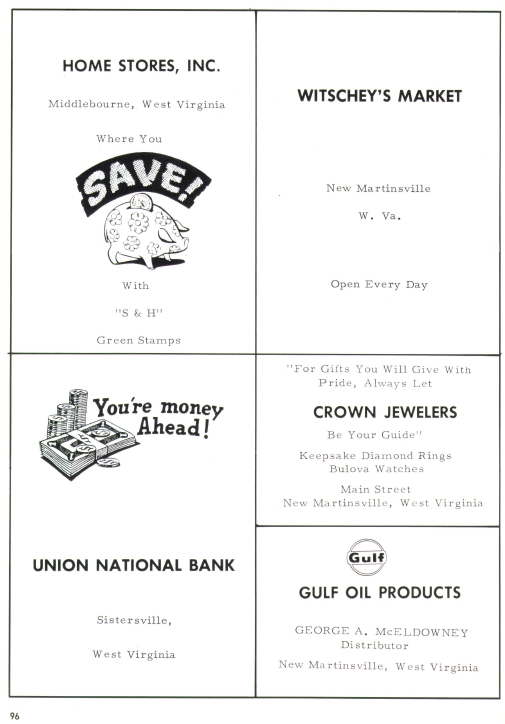 HOME STORES, INC.
Middlebourne, West Virginia
Where You
SAVE!
With
"S & H"
Green Stamps
WITSCHEY'S MARKET
New Martinsville
W. Va.
Open Every Day
You're money
Ahead!
UNION NATIONAL BANK
Sistersville,
West Virginia
"For Gifts You Will Give With
Pride, Always Let
CROWN JEWELERS
Be Your Guide"
Keepsake Diamond Rings
Bulova Watches
Main Street
New Martinsville, West Virginia
Gulf
GULF OIL PRODUCTS
GEORGE A. McELDOWNEY
Distributor
New Martinsville, West Virginia
96